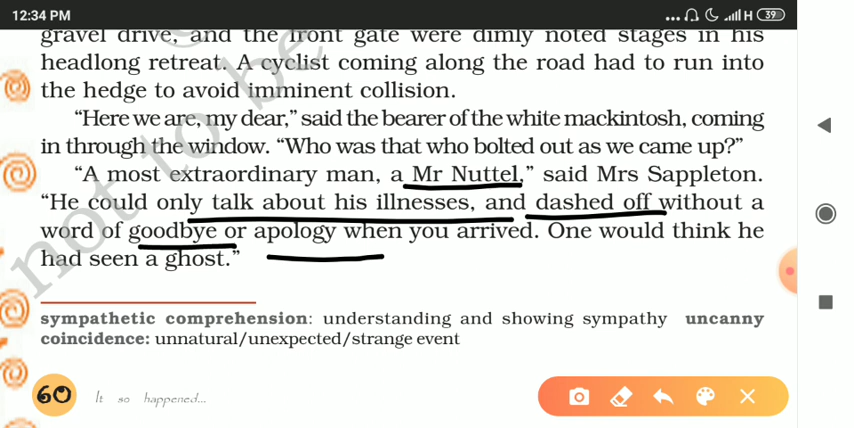 12:34 PM
H 39
gravel drive, and the front gate were dimly noted stages in his
headlong retreat. A cyclist coming along the road had to run into
the hedge to avoid imminent collision.
“Here we are, my dear,” said the bearer of the white mackintosh, coming
in through the window. “Who was that who bolted out as we came up?”
“A most extraordinary man, a Mr Nuttel,” said Mrs Sappleton.
“He could only talk about his illnesses, and dashed off without a
word of goodbye or apology when you arrived. One would think he
had seen a ghost.”
not to be
sympathetic comprehension: understanding and showing sympathy uncanny
coincidence: unnatural/unexpected/strange event
60 It so happened...